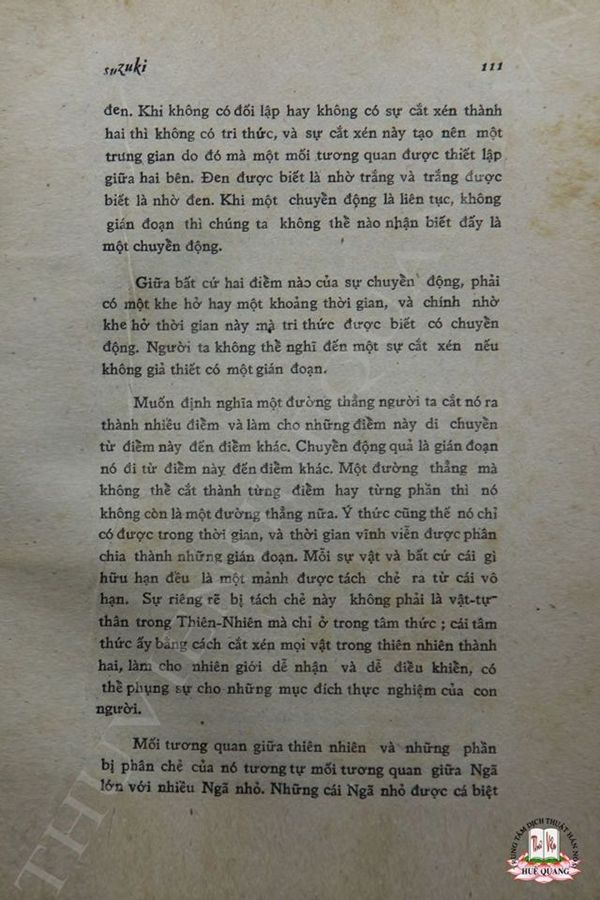 suzuki 111
đen. Khi không có đối lập hay không có sự cắt xén thành
hai thì không có tri thức, và sự cắt xén này tạo nên một
trung gian do đó mà một mối tương quan được thiết lập
giữa hai bên. Đen được biết là nhờ trắng và trắng được
biết là nhờ đen. Khi một chuyển động là liên tục, không
gián đoạn thì chúng ta không thể nào nhận biết đấy là
một chuyển động.
Giữa bất cứ hai điểm nào của sự chuyển động, phải
có một khe hở hay một khoảng thời gian, và chính nhờ
khe hở thời gian này mà tri thức được biết có chuyển
động. Người ta không thể nghĩ đến một sự cắt xén nếu
không giả thiết có một gián đoạn.
Muốn định nghĩa một đường thẳng người ta cắt nó ra
thành nhiều điểm và làm cho những điểm này di chuyển
từ điểm này đến điểm khác. Chuyển động quả là gián đoạn
nó đi từ điểm này đến điểm khác. Một đường thẳng mà
không thể cắt thành từng điểm hay từng phần thì nó
không còn là một đường thẳng nữa. Ý thức cũng thế nó chỉ
có được trong thời gian, và thời gian vĩnh viễn được phân
chia thành những gián đoạn. Mỗi sự vật và bất cứ cái gì
hữu hạn đều là một mảnh được tách chẻ ra từ cái vô
hạn. Sự riêng rẽ bị tách chẻ này không phải là vật-tự-
thân trong Thiên-Nhiên mà chỉ ở trong tâm thức ; cái tâm
thức ấy bằng cách cắt xén mọi vật trong thiên nhiên thành
hai, làm cho nhiên giới dễ nhận và dễ điều khiển, có
thể phụng sự cho những mục đích thực nghiệm của con
người.
Mối tương quan giữa thiên nhiên và những phần
bị phân chẻ của nó tương tự mối tương quan giữa Ngã
lớn với nhiều Ngã nhỏ. Những cái Ngã nhỏ được cá biệt
TRUNG TÂM DỊCH THUẬT HÁN NÔM
HUỆ QUANG